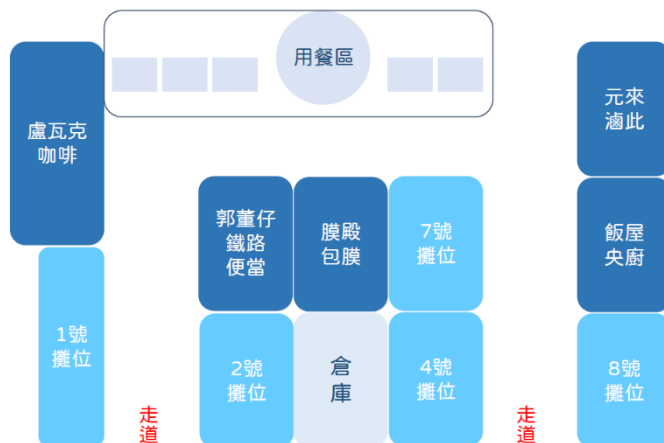 用餐區
盧瓦克
咖啡
元來
滷此
郭董仔
鐵路
便當
膜殿
包膜
7號
攤位
飯屋
央廚
1號
攤位
2號
攤位
倉
庫
4號
攤位
8號
攤位
走
道
走
道